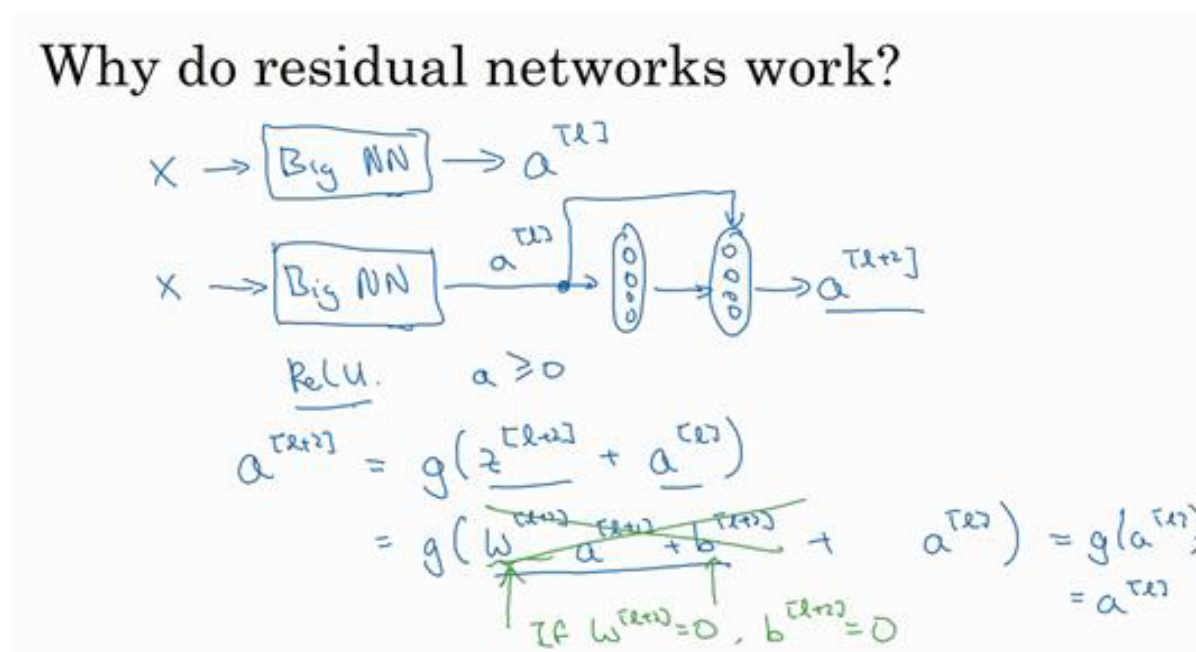 Why do residual networks work?
X → Big NN → a^[l]
X → Big NN a^[l] → a^[l+2]
ReLU. a ≥ 0
a^[l+2] = g(z^[l+2] + a^[l])
= g(W^[l+2] a^[l+1] + b^[l+2] + a^[l]) = g(a^[l])
= a^[l]
If W^[l+2] = 0, b^[l+2] = 0